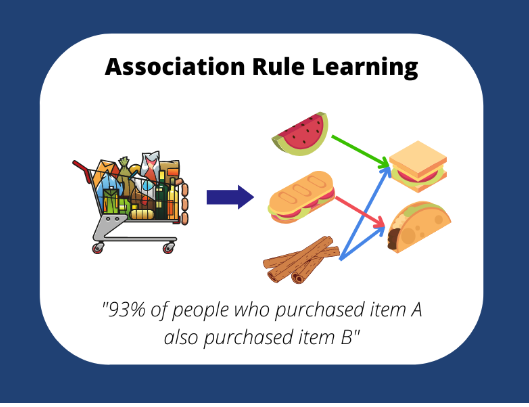 Association Rule Learning
"93% of people who purchased item A
also purchased item B"